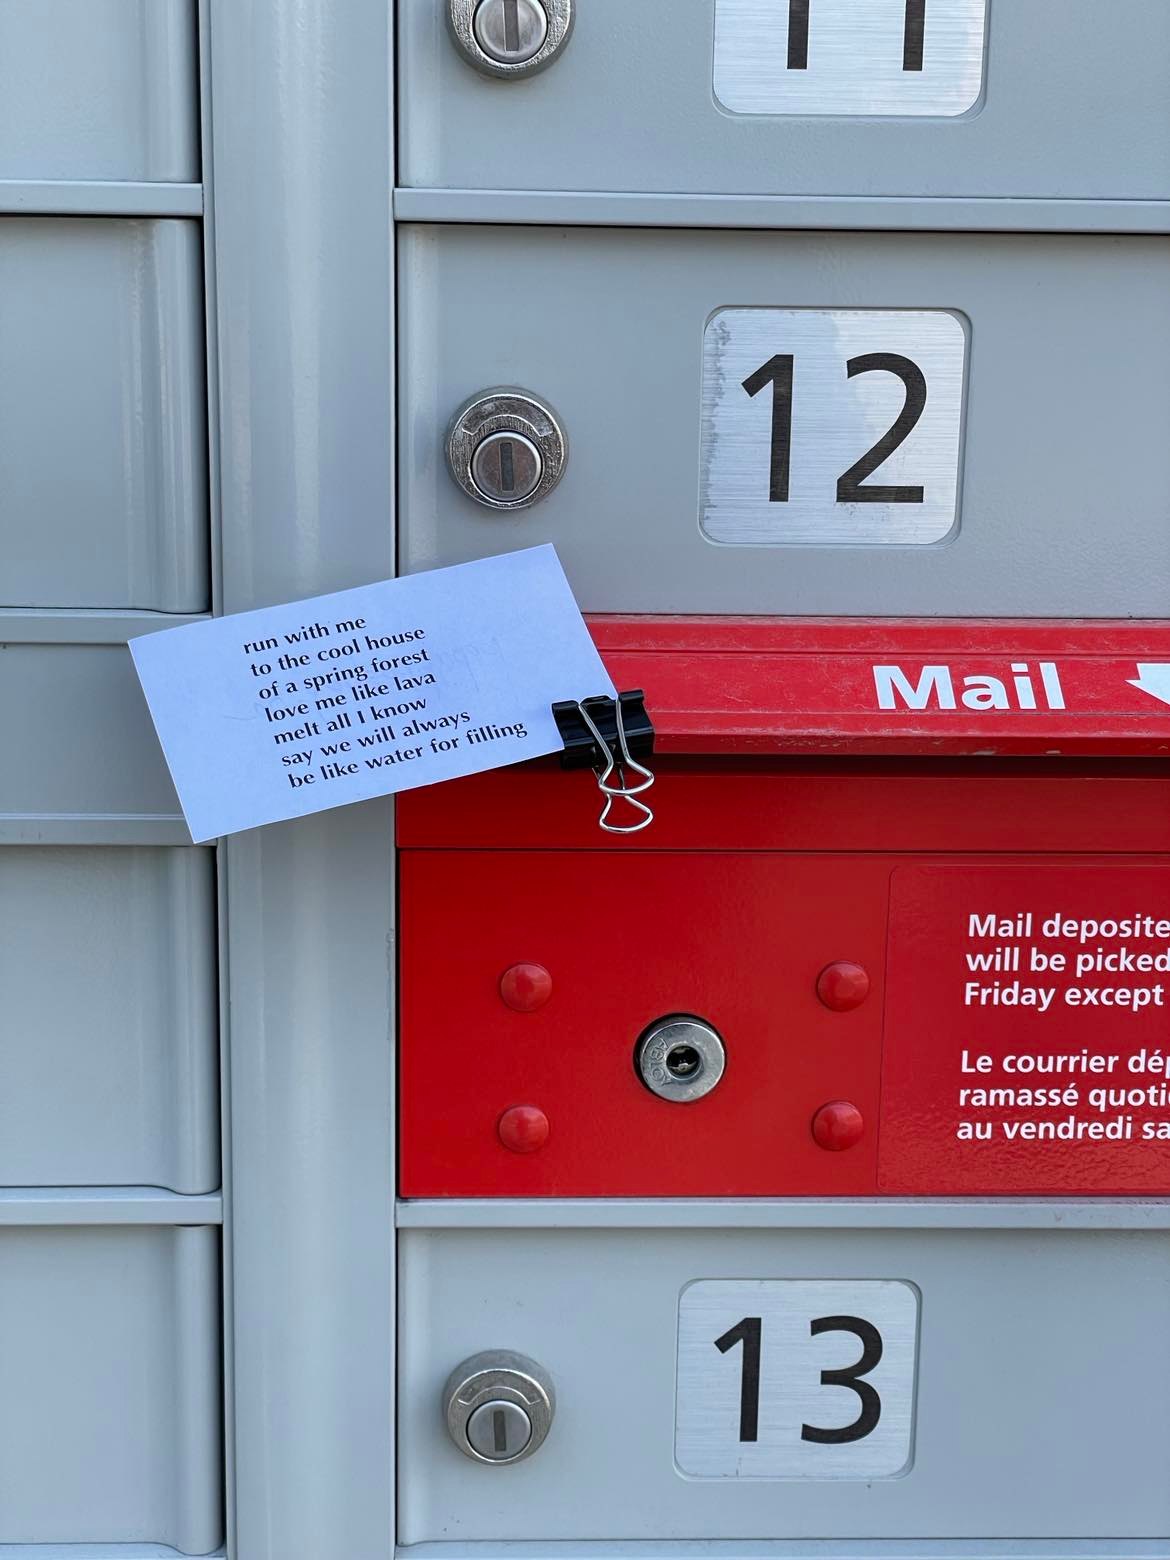 11
12
run with me
to the cool house
of a spring forest
love me like lava
melt all I know
say we will always
be like water for filling
Mail
Mail deposite
will be picked
Friday except
Le courrier dép
ramassé quoti
au vendredi sa
13